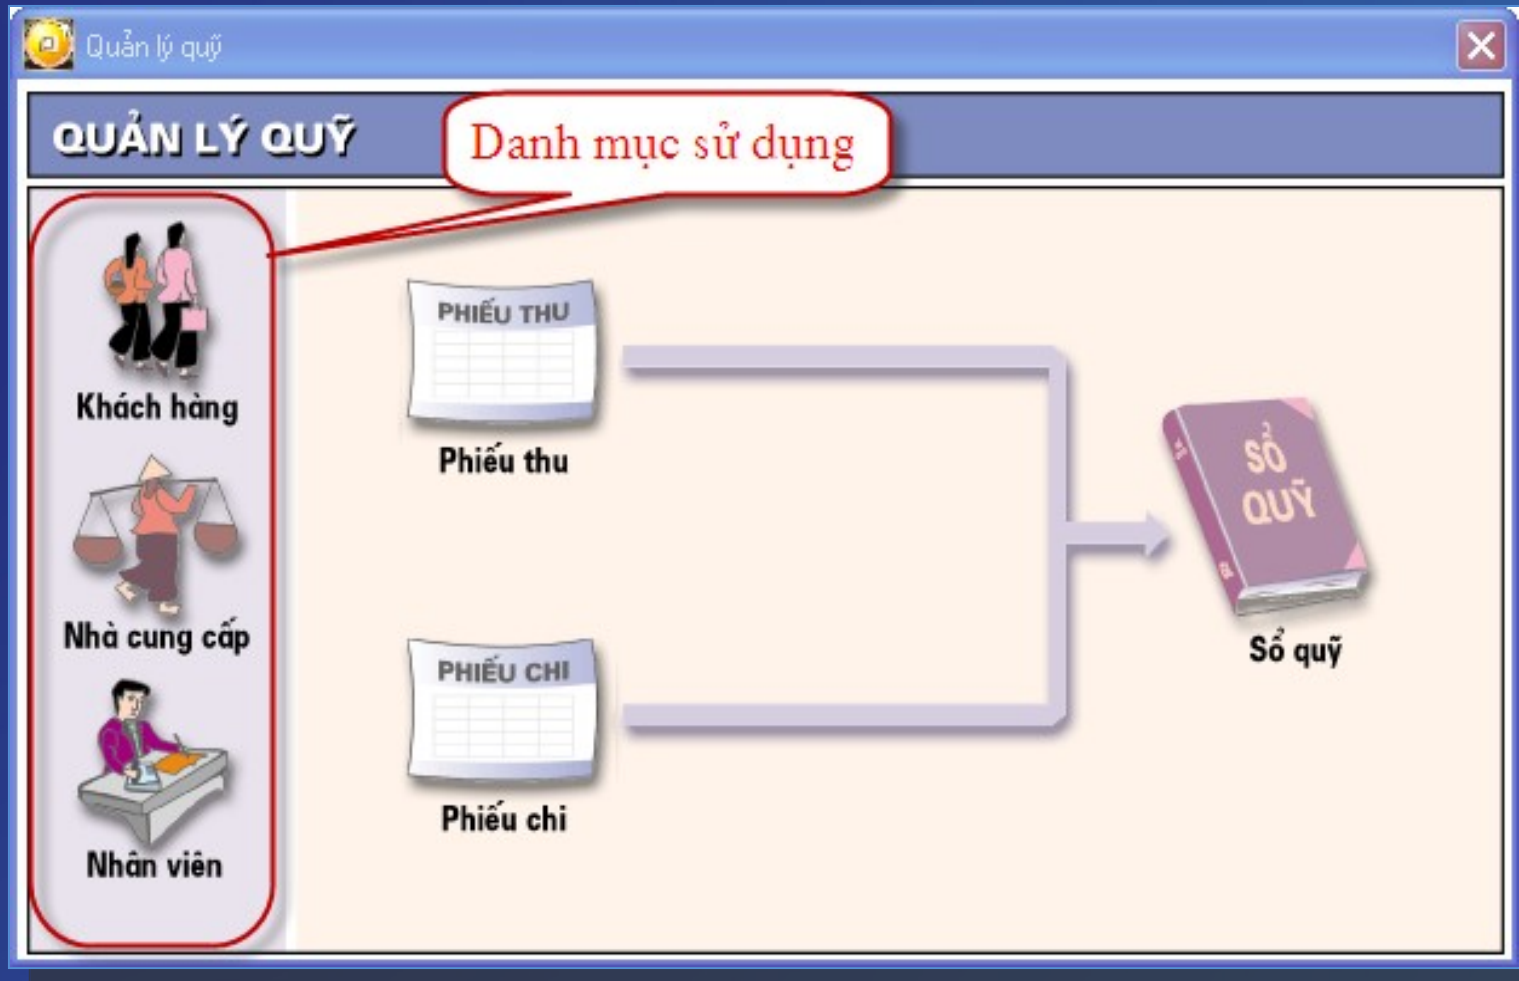 Quản lý quỹ
QUẢN LÝ QUỸ
Danh mục sử dụng
Khách hàng
Nhà cung cấp
Nhân viên
PHIẾU THU
Phiếu thu
PHIẾU CHI
Phiếu chi
SỔ
QUỸ
Sổ quỹ